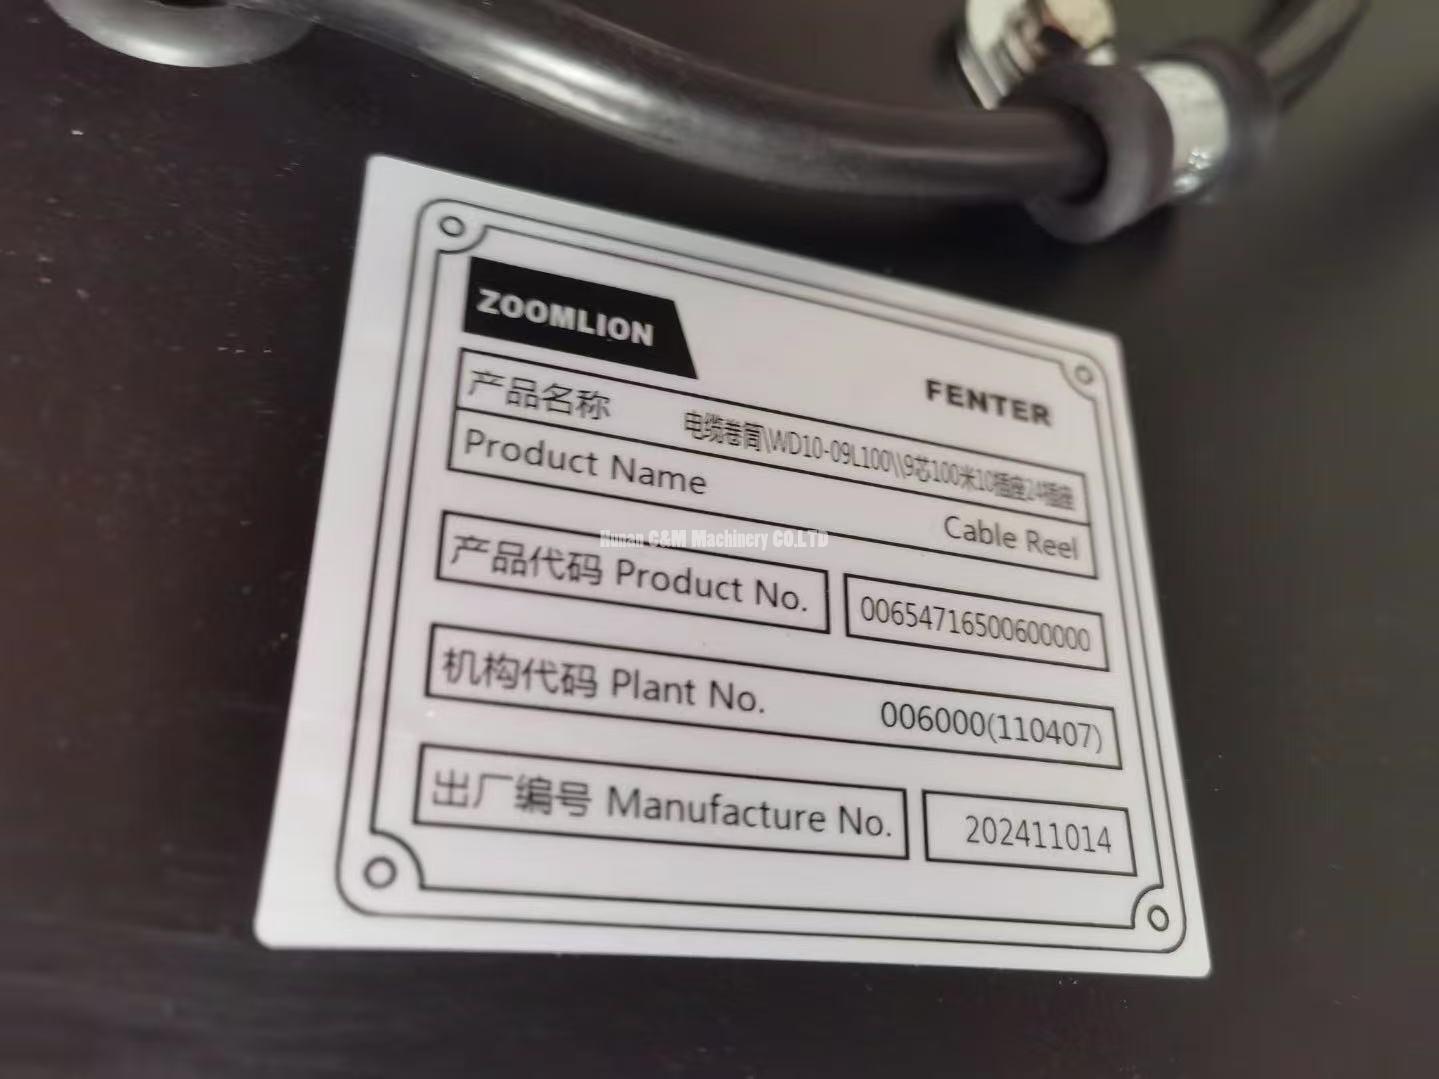 ZOOMLION
FENTER
产品名称 电缆卷筒\WD10-09L100\\9芯100米10插座24插座
Product Name Cable Reel
Hunan C&M Machinery CO.LTD
产品代码 Product No. 00654716500600000
机构代码 Plant No. 006000(110407)
出厂编号 Manufacture No. 202411014